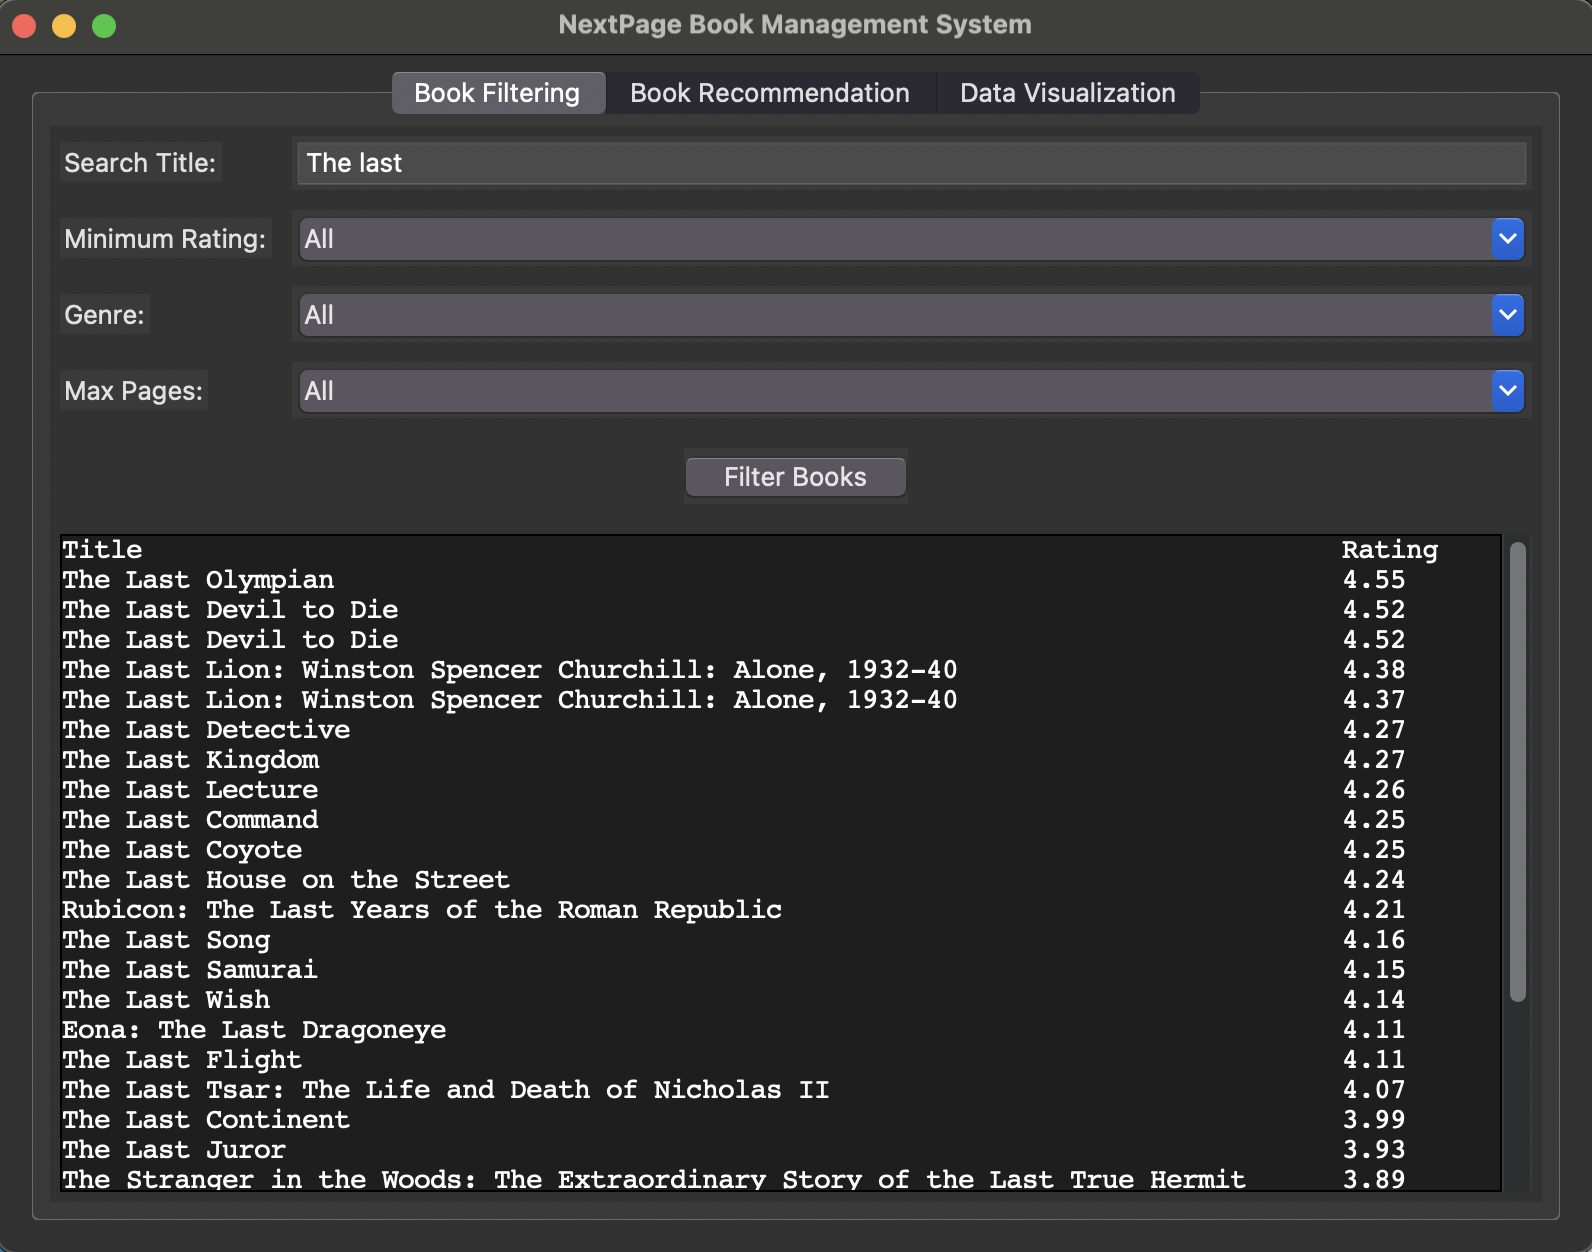 NextPage Book Management System
Book Filtering Book Recommendation Data Visualization
Search Title: The last
Minimum Rating: All
Genre: All
Max Pages: All
Filter Books
Title Rating
The Last Olympian 4.55
The Last Devil to Die 4.52
The Last Devil to Die 4.52
The Last Lion: Winston Spencer Churchill: Alone, 1932-40 4.38
The Last Lion: Winston Spencer Churchill: Alone, 1932-40 4.37
The Last Detective 4.27
The Last Kingdom 4.27
The Last Lecture 4.26
The Last Command 4.25
The Last Coyote 4.25
The Last House on the Street 4.24
Rubicon: The Last Years of the Roman Republic 4.21
The Last Song 4.16
The Last Samurai 4.15
The Last Wish 4.14
Eona: The Last Dragoneye 4.11
The Last Flight 4.11
The Last Tsar: The Life and Death of Nicholas II 4.07
The Last Continent 3.99
The Last Juror 3.93
The Stranger in the Woods: The Extraordinary Story of the Last True Hermit 3.89